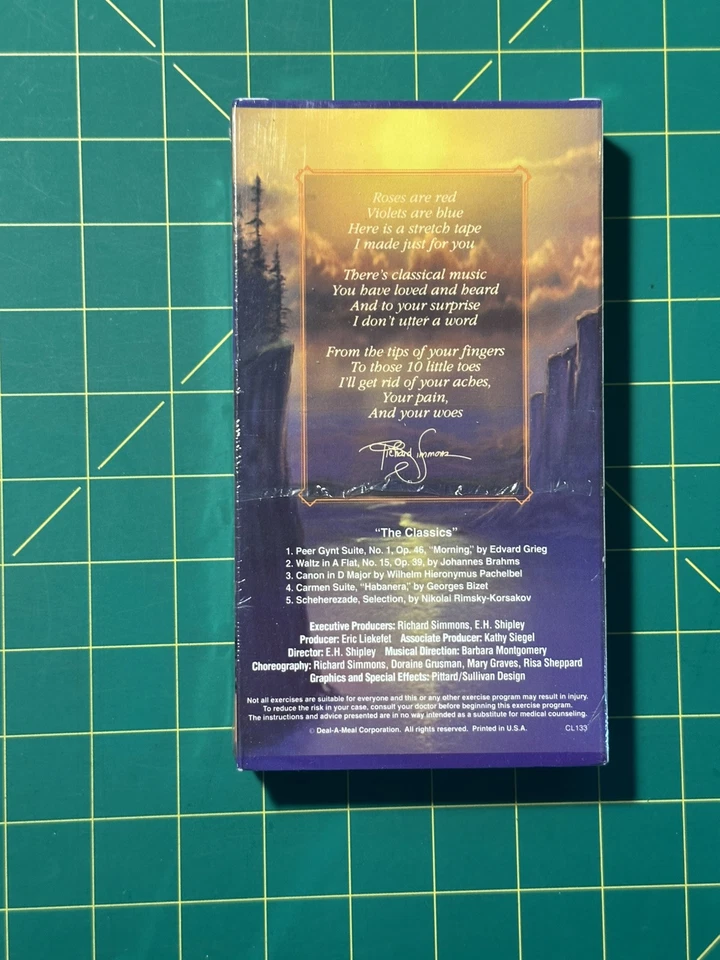 Roses are red
Violets are blue
Here is a stretch tape
I made just for you
There's classical music
You have loved and heard
And to your surprise
I don't utter a word
From the tips of your fingers
To those 10 little toes
I'll get rid of your aches,
Your pain,
And your woes
Richard Simmons
"The Classics"
1. Peer Gynt Suite, No. 1, Op. 46, "Morning," by Edvard Grieg
2. Waltz in A Flat, No. 15, Op. 39, by Johannes Brahms
3. Canon in D Major by Wilhelm Hieronymus Pachelbel
4. Carmen Suite, "Habanera," by Georges Bizet
5. Scheherezade, Selection, by Nikolai Rimsky-Korsakov
Executive Producers: Richard Simmons, E.H. Shipley
Producer: Eric Liekefet Associate Producer: Kathy Siegel
Director: E.H. Shipley Musical Direction: Barbara Montgomery
Choreography: Richard Simmons, Doraine Grusman, Mary Graves, Risa Sheppard
Graphics and Special Effects: Pittard/Sullivan Design
Not all exercises are suitable for everyone and this or any other exercise program may result in injury.
To reduce the risk in your case, consult your doctor before beginning this exercise program.
The instructions and advice presented are in no way intended as a substitute for medical counseling.
© Deal-A-Meal Corporation. All rights reserved. Printed in U.S.A. CL133